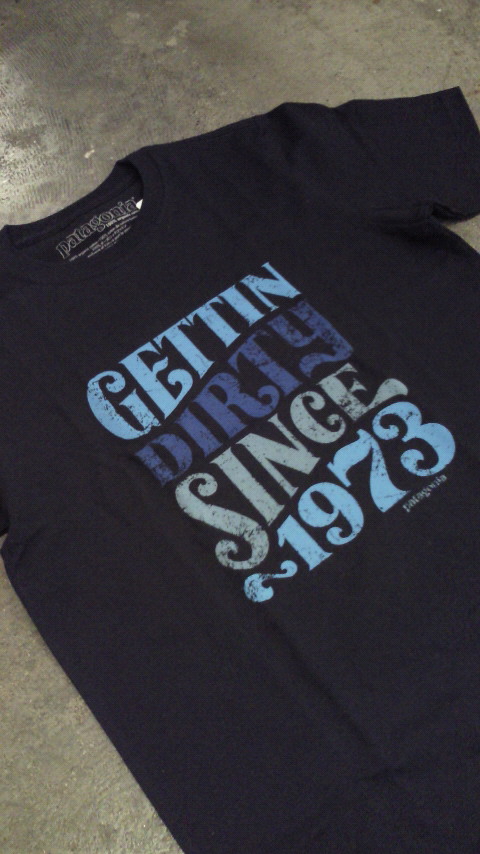 patagonia
GETTIN
DIRTY
SINCE
~1973
patagonia